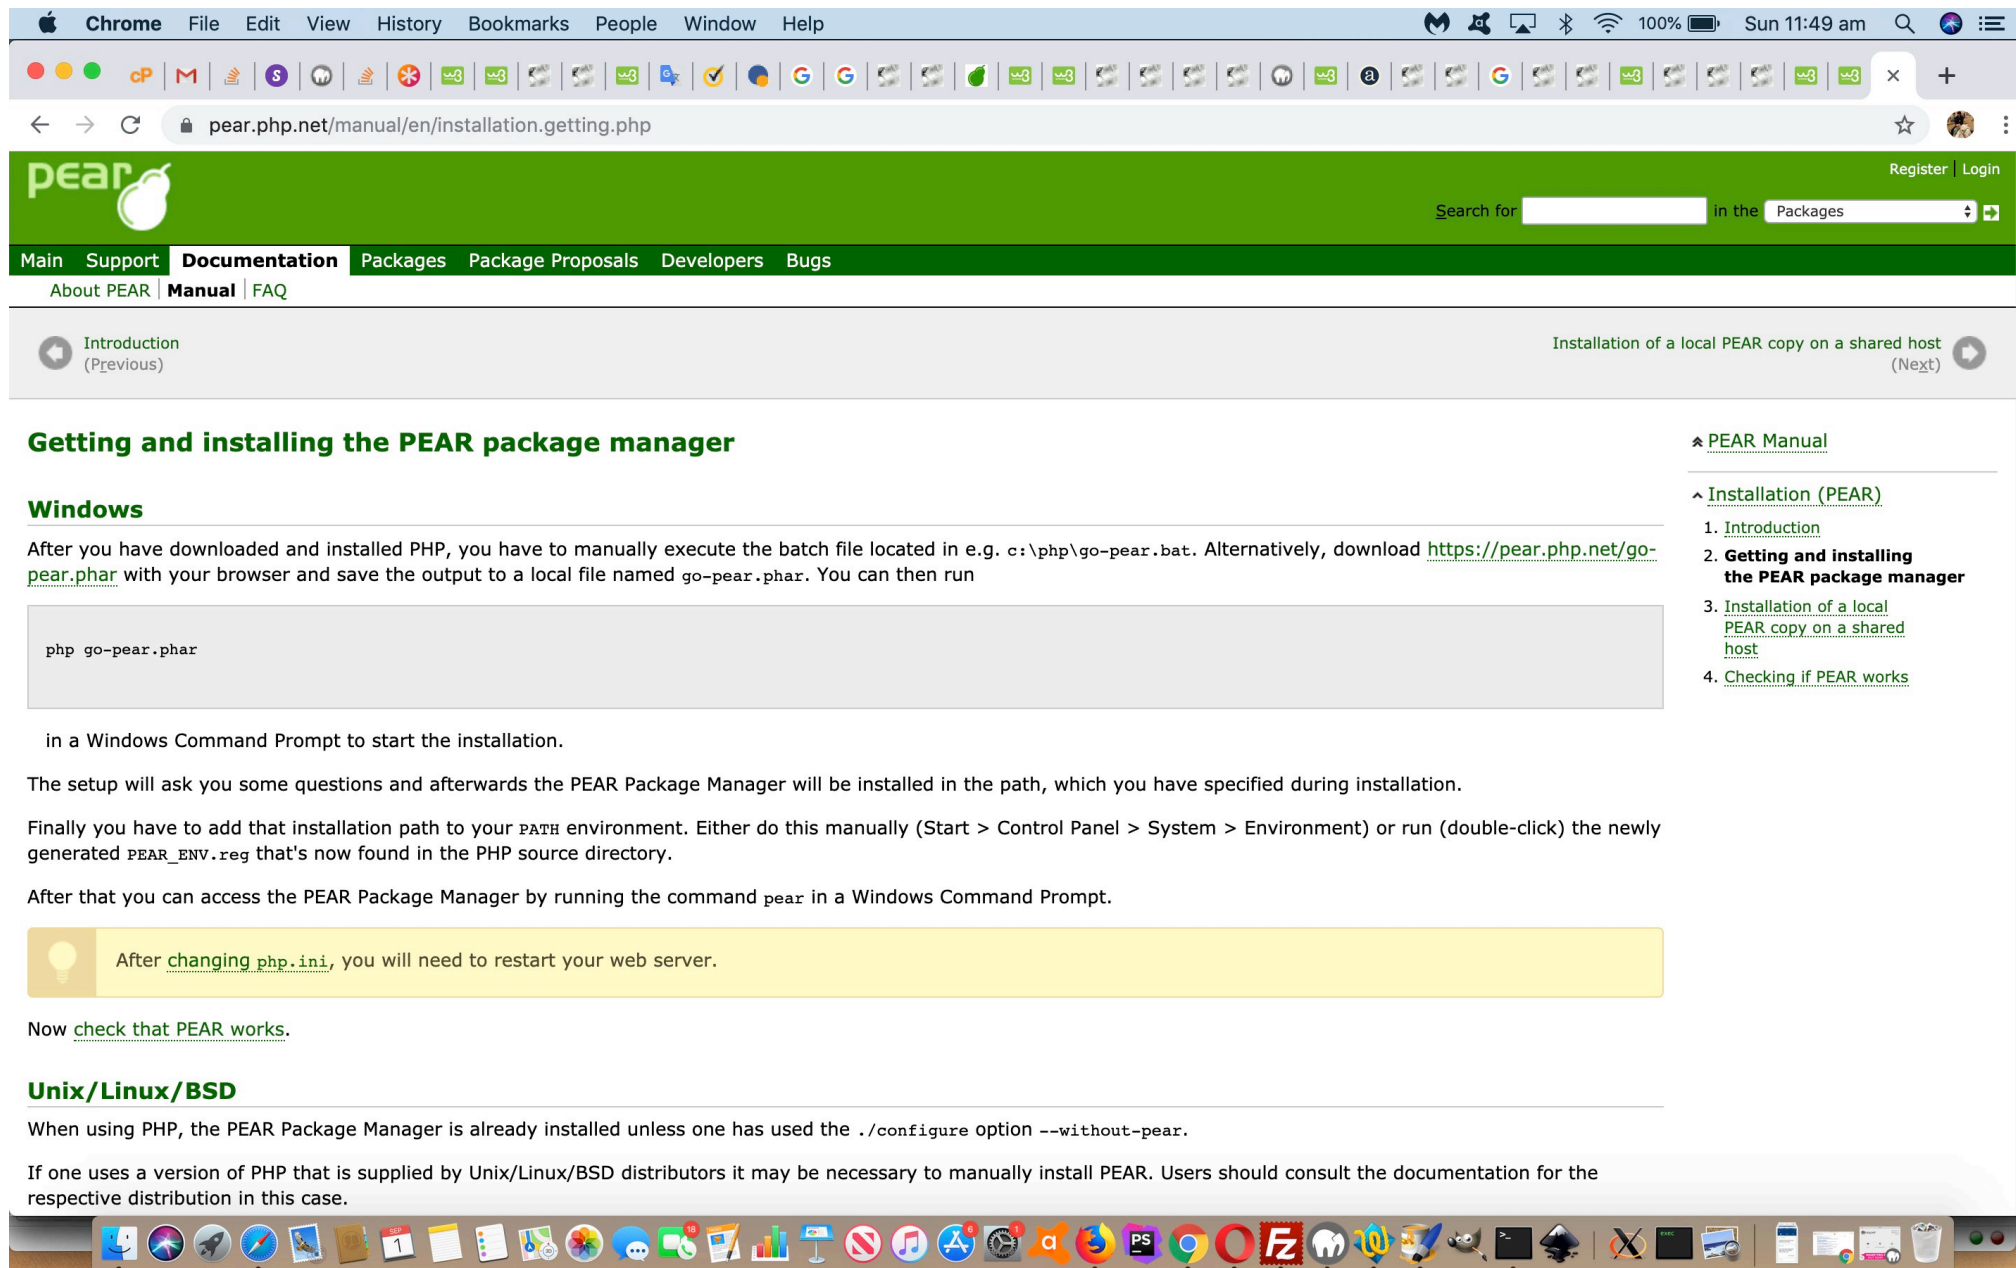 Chrome File Edit View History Bookmarks People Window Help 100% Sun 11:49 am
pear.php.net/manual/en/installation.getting.php
pear
Register | Login
Search for in the Packages
Main Support Documentation Packages Package Proposals Developers Bugs
About PEAR | Manual | FAQ
Introduction
(Previous)
Installation of a local PEAR copy on a shared host
(Next)
Getting and installing the PEAR package manager
Windows
After you have downloaded and installed PHP, you have to manually execute the batch file located in e.g. c:\php\go-pear.bat. Alternatively, download https://pear.php.net/go-
pear.phar with your browser and save the output to a local file named go-pear.phar. You can then run
php go-pear.phar
in a Windows Command Prompt to start the installation.
The setup will ask you some questions and afterwards the PEAR Package Manager will be installed in the path, which you have specified during installation.
Finally you have to add that installation path to your PATH environment. Either do this manually (Start > Control Panel > System > Environment) or run (double-click) the newly
generated PEAR_ENV.reg that's now found in the PHP source directory.
After that you can access the PEAR Package Manager by running the command pear in a Windows Command Prompt.
After changing php.ini, you will need to restart your web server.
Now check that PEAR works.
Unix/Linux/BSD
When using PHP, the PEAR Package Manager is already installed unless one has used the ./configure option --without-pear.
If one uses a version of PHP that is supplied by Unix/Linux/BSD distributors it may be necessary to manually install PEAR. Users should consult the documentation for the
respective distribution in this case.
PEAR Manual
Installation (PEAR)
1. Introduction
2. Getting and installing
the PEAR package manager
3. Installation of a local
PEAR copy on a shared
host
4. Checking if PEAR works
SEP
1
18
6
1
PS